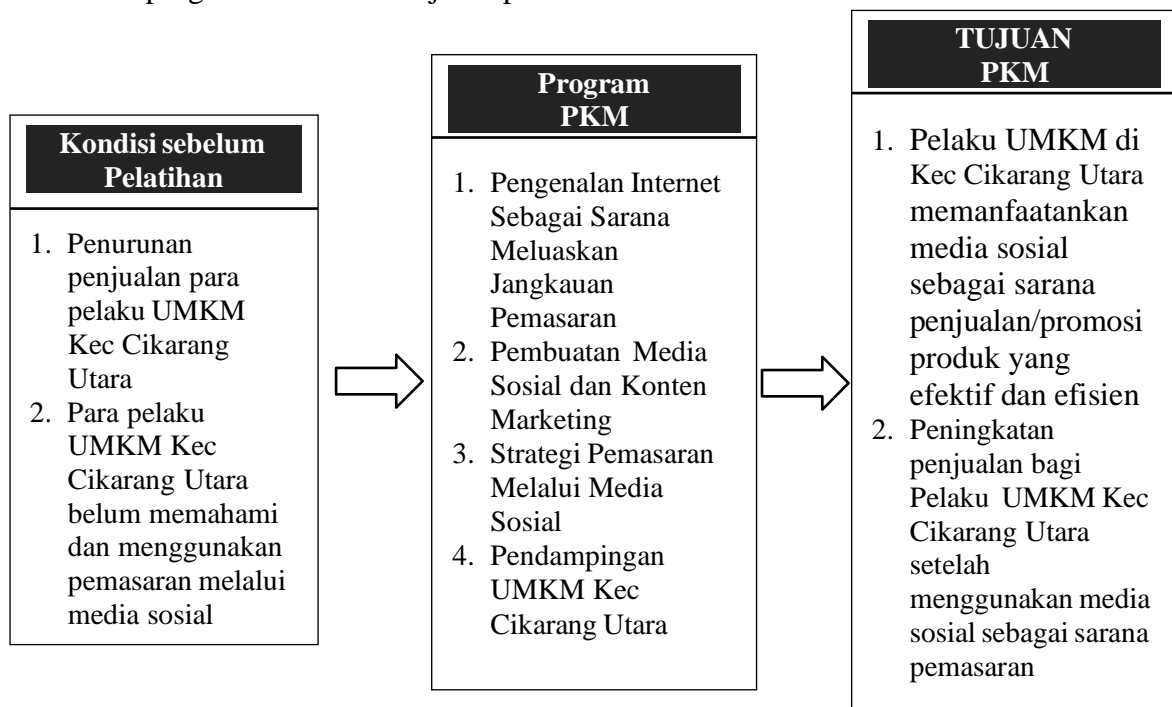 Kondisi sebelum
Pelatihan
1. Penurunan
penjualan para
pelaku UMKM
Kec Cikarang
Utara
2. Para pelaku
UMKM Kec
Cikarang Utara
belum memahami
dan menggunakan
pemasaran melalui
media sosial
Program
PKM
1. Pengenalan Internet
Sebagai Sarana
Meluaskan
Jangkauan
Pemasaran
2. Pembuatan Media
Sosial dan Konten
Marketing
3. Strategi Pemasaran
Melalui Media
Sosial
4. Pendampingan
UMKM Kec
Cikarang Utara
TUJUAN
PKM
1. Pelaku UMKM di
Kec Cikarang Utara
memanfaatankan
media sosial
sebagai sarana
penjualan/promosi
produk yang
efektif dan efisien
2. Peningkatan
penjualan bagi
Pelaku UMKM Kec
Cikarang Utara
setelah
menggunakan media
sosial sebagai sarana
pemasaran